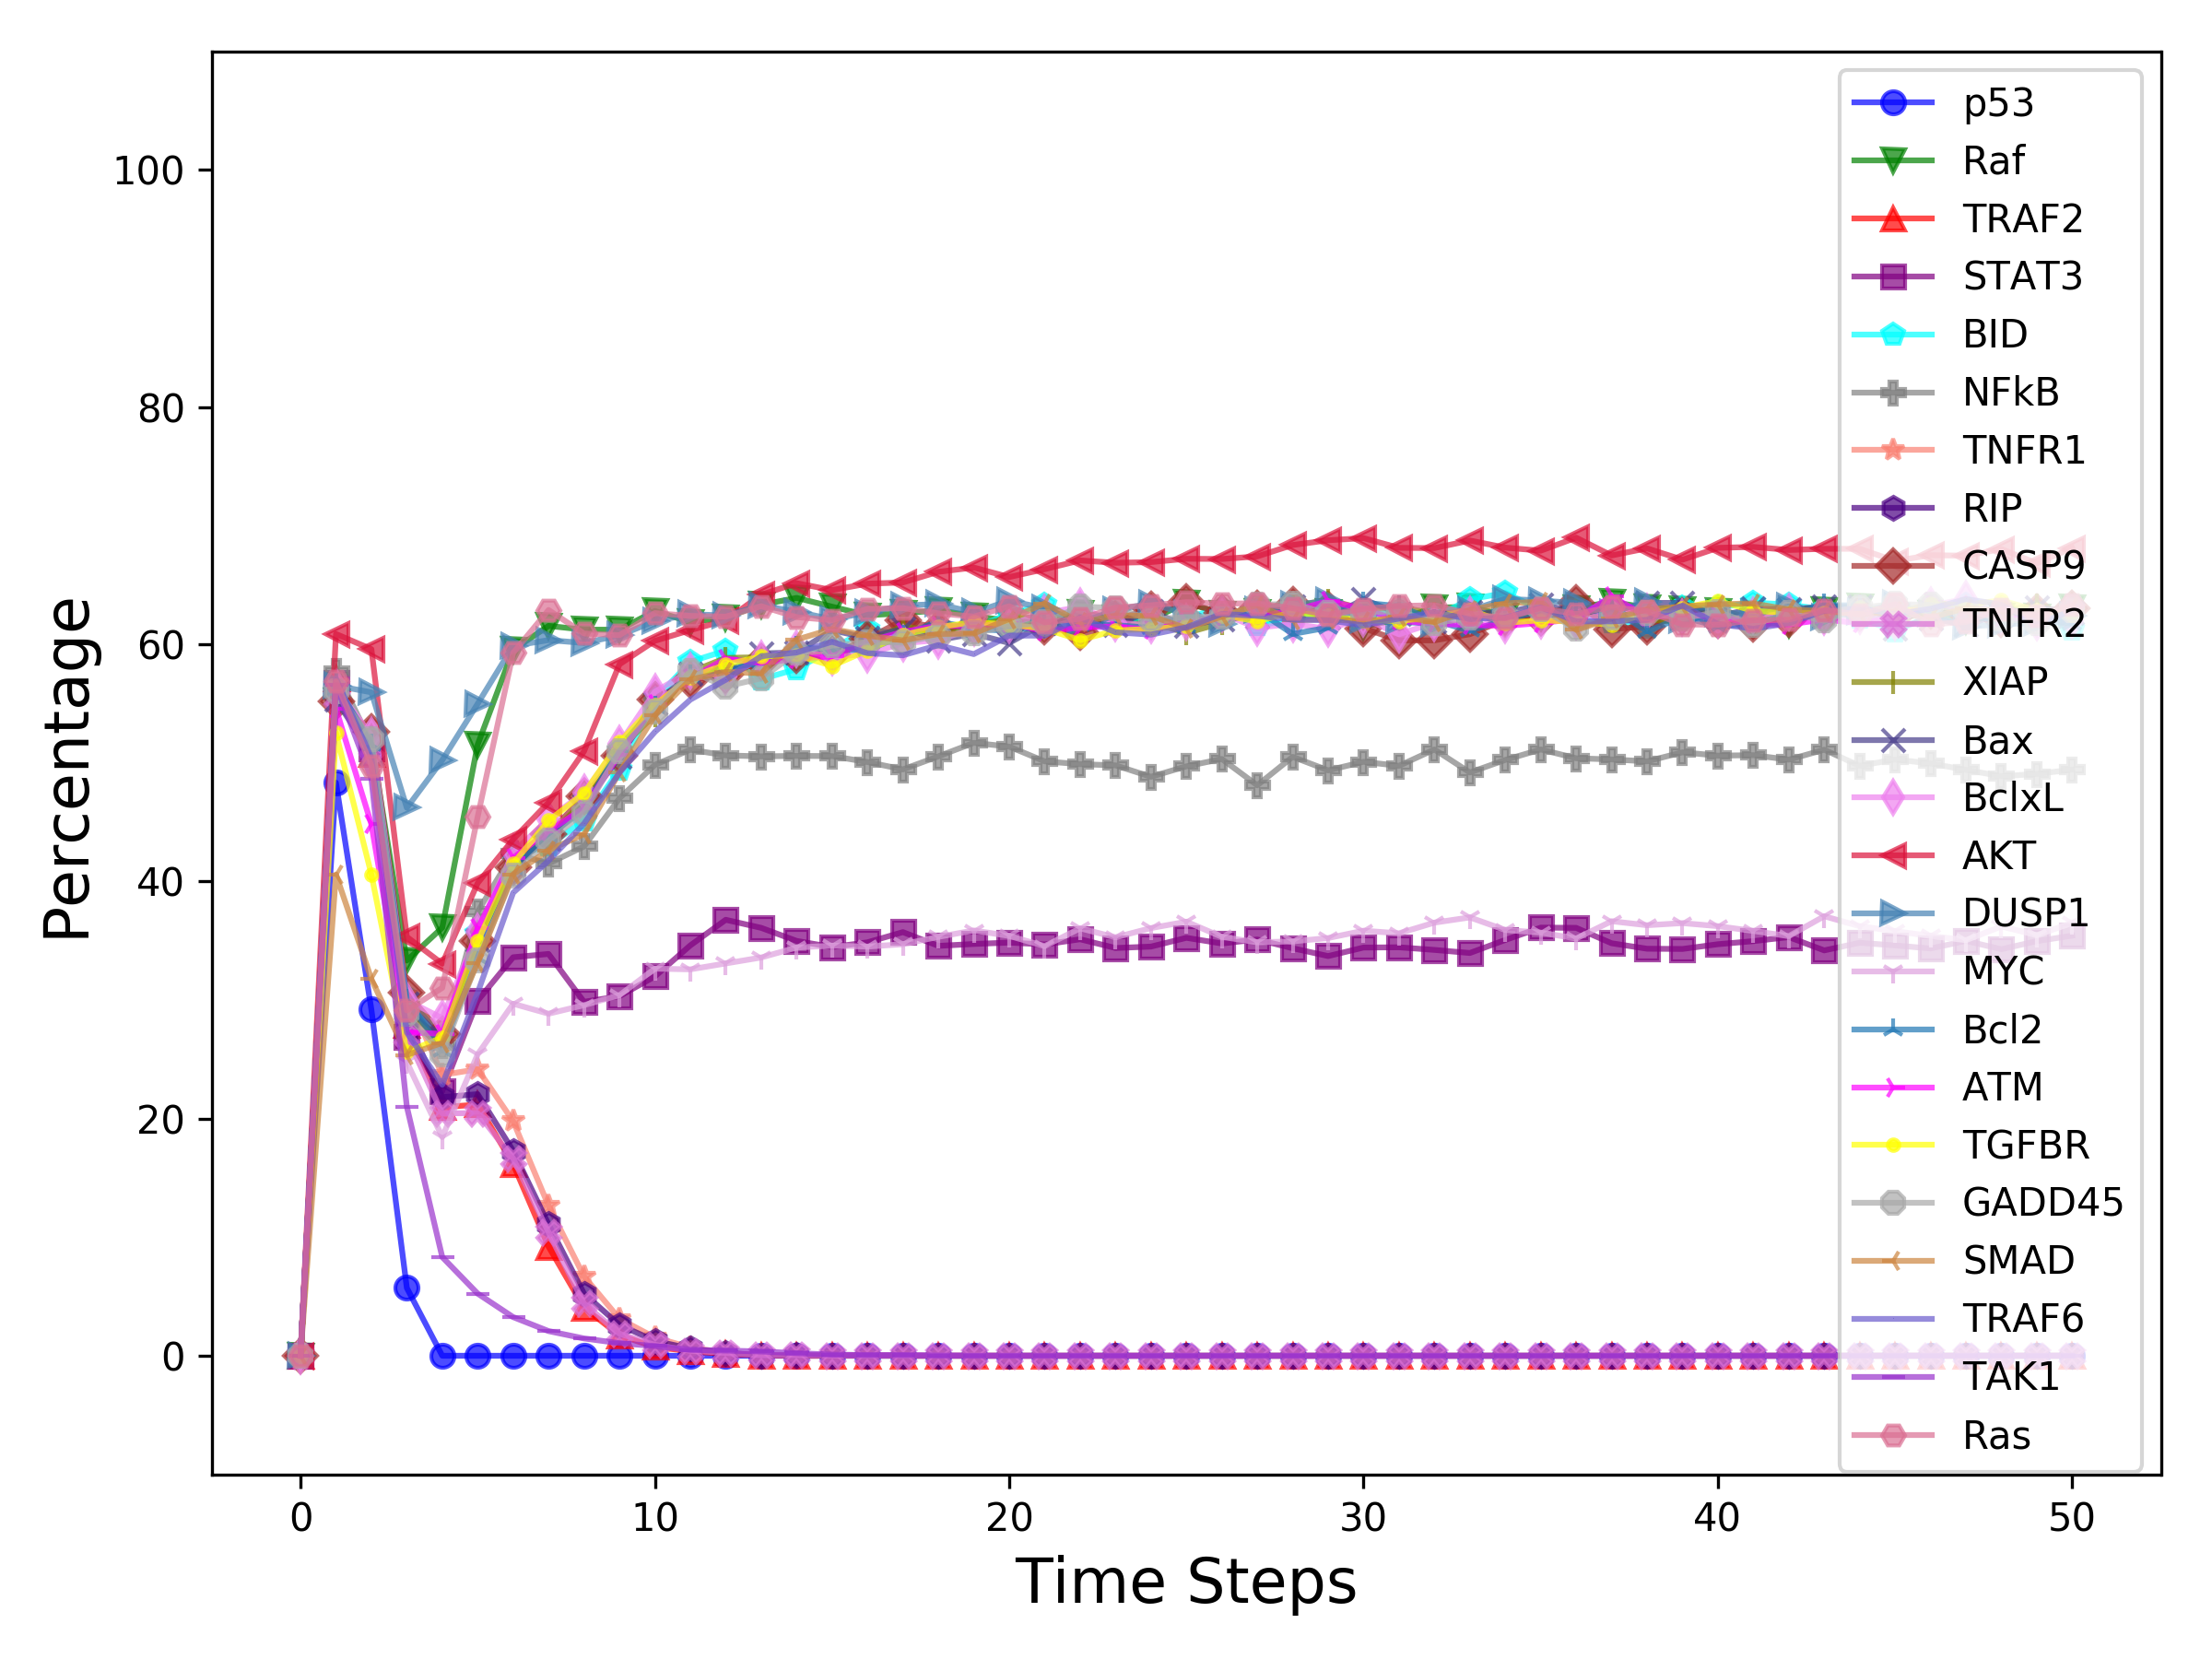 Percentage
100
80
60
40
20
0
0 10 20 30 40 50
Time Steps
p53
Raf
TRAF2
STAT3
BID
NFkB
TNFR1
RIP
CASP9
TNFR2
XIAP
Bax
BclxL
AKT
DUSP1
MYC
Bcl2
ATM
TGFBR
GADD45
SMAD
TRAF6
TAK1
Ras